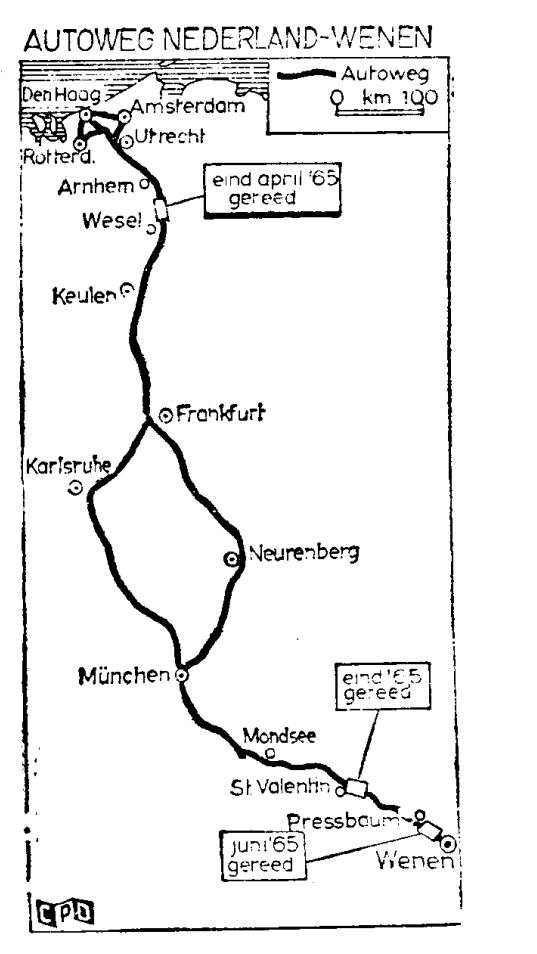 AUTOWEG NEDERLAND-WENEN
Autoweg
km 100
Den Haag
Amsterdam
Utrecht
Rotterd.
Arnhem
eind april '65
gereed
Wesel
Keulen
Frankfurt
Karlsruhe
Neurenberg
München
eind '65
gereed
Mondsee
St Valentin
Pressbaum
juni '65
gereed
Wenen
CPD